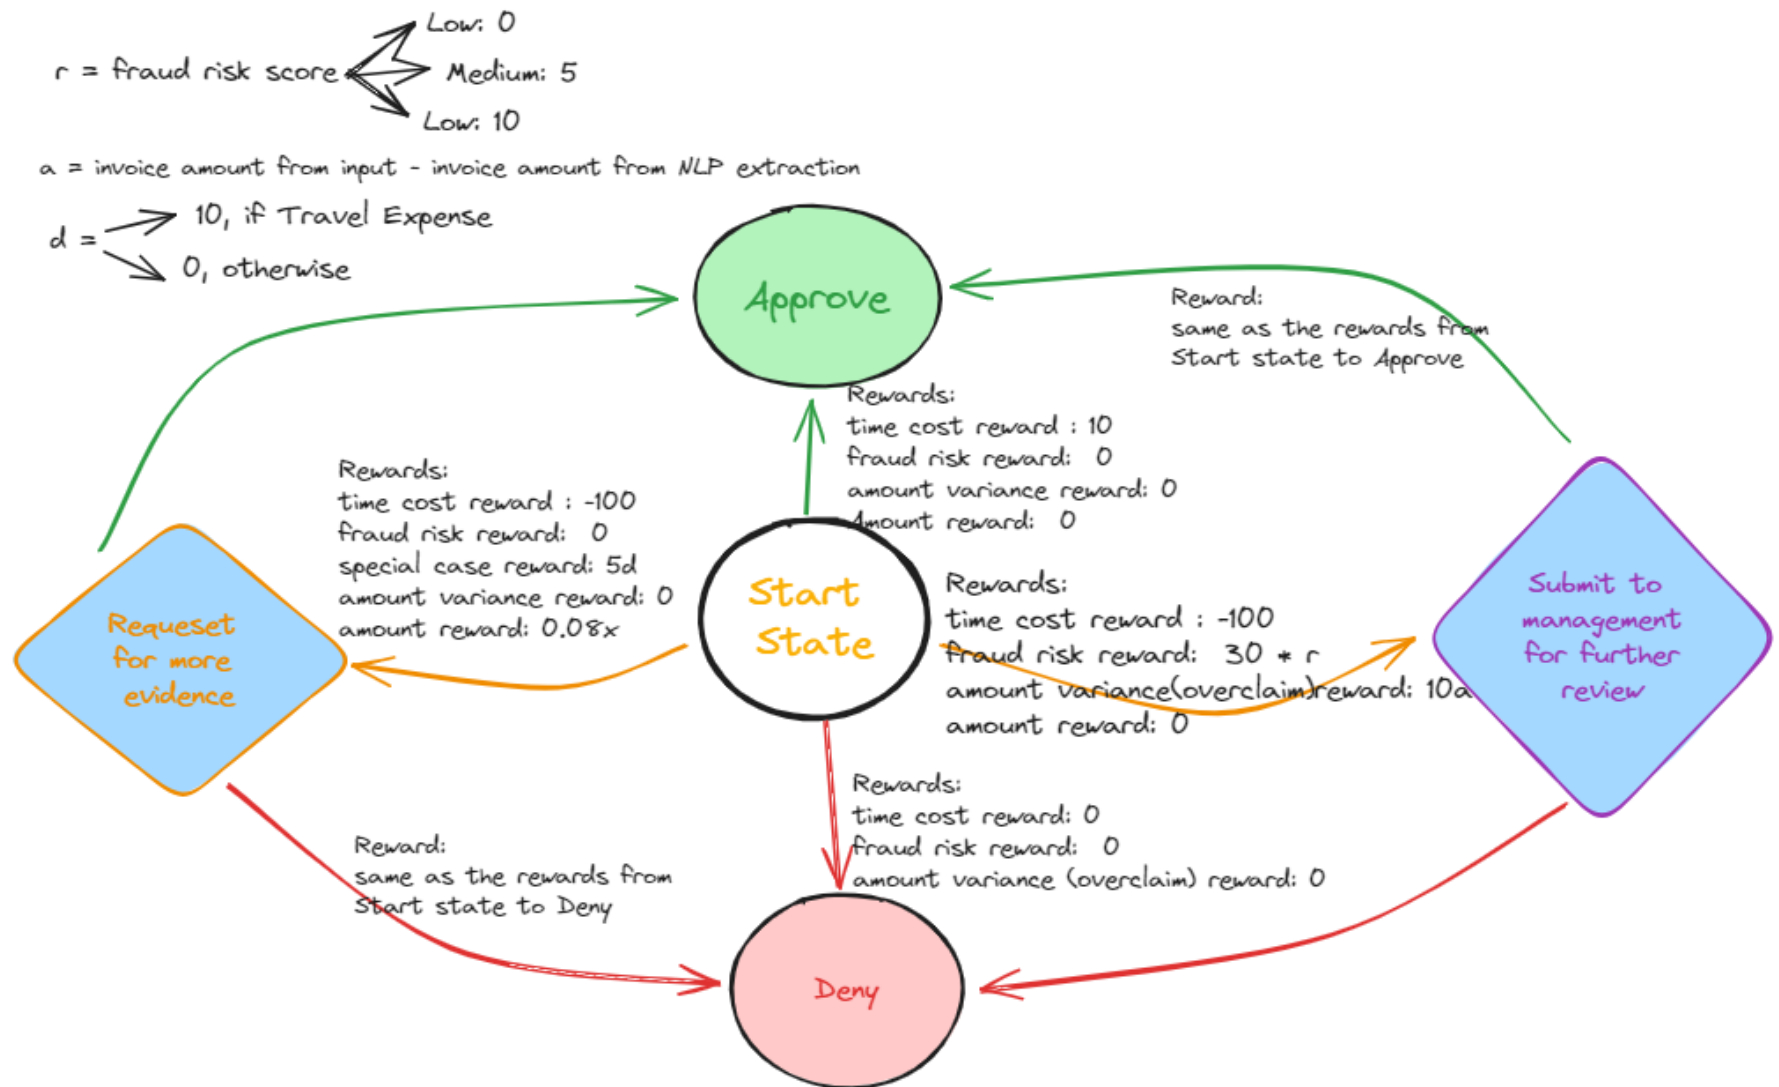 Low: 0
r = fraud risk score
Medium: 5
Low: 10
a = invoice amount from input - invoice amount from NLP extraction
10, if Travel Expense
d =
0, otherwise
Approve
Reward:
same as the rewards from
Start state to Approve
Rewards:
time cost reward : 10
fraud risk reward: 0
amount variance reward: 0
Amount reward: 0
Rewards:
time cost reward : -100
fraud risk reward: 0
special case reward: 5d
amount variance reward: 0
amount reward: 0.08x
Start
State
Requeset
for more
evidence
Rewards:
time cost reward : -100
fraud risk reward: 30 * r
amount variance(overclaim)reward: 10a
amount reward: 0
Submit to
management
for further
review
Rewards:
time cost reward: 0
fraud risk reward: 0
amount variance (overclaim) reward: 0
Reward:
same as the rewards from
Start state to Deny
Deny